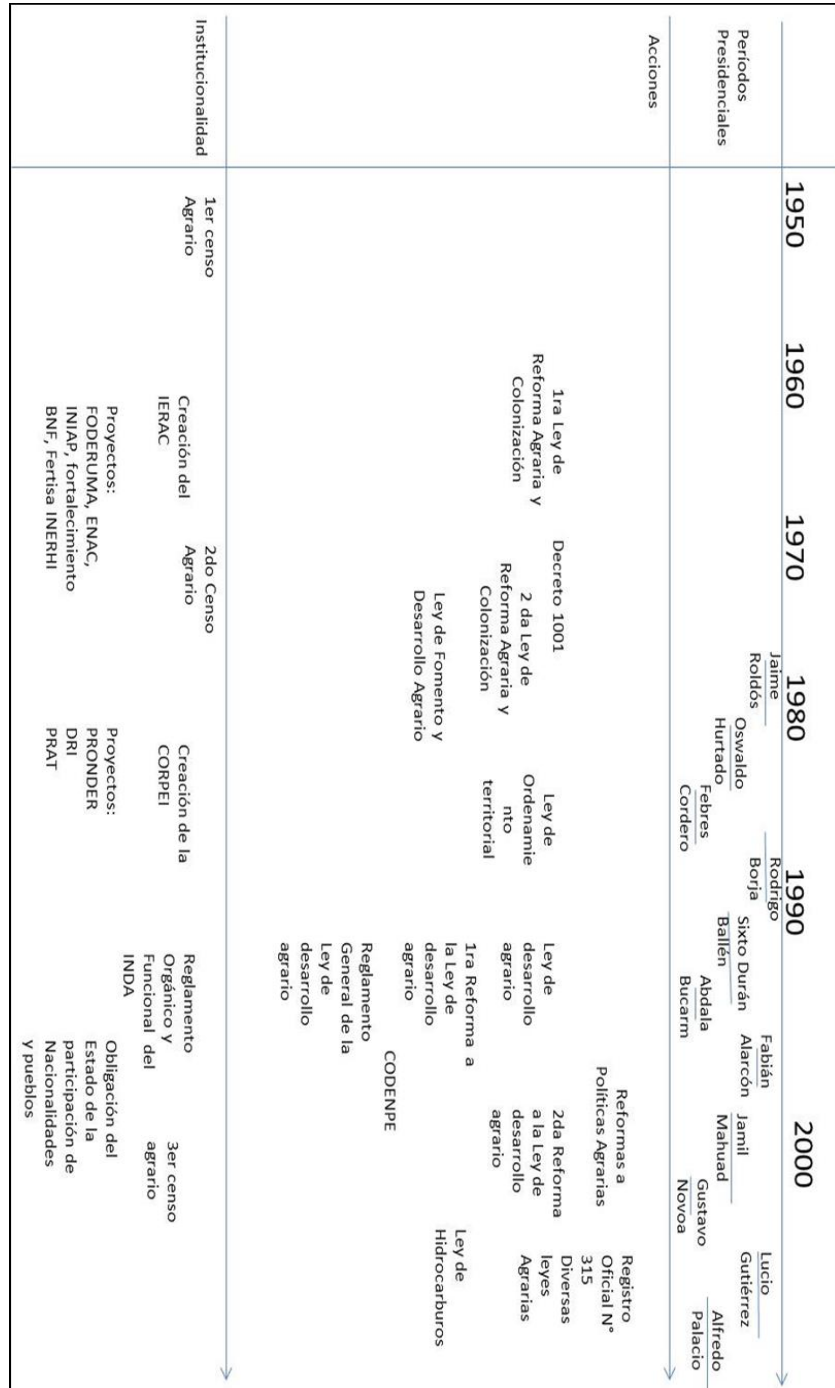 Períodos
Presidenciales
1950
1960
1970
1980
1990
2000
Jaime
Roldós
Oswaldo
Hurtado
Febres
Cordero
Rodrigo
Borja
Sixto Durán
Ballén
Abdala
Bucarm
Fabián
Alarcón
Jamil
Mahuad
Gustavo
Novoa
Lucio
Gutiérrez
Alfredo
Palacio
Acciones
1ra Ley de
Reforma Agraria y
Colonización
Decreto 1001
2 da Ley de
Reforma Agraria y
Colonización
Ley de Fomento y
Desarrollo Agrario
Ley de
Ordenamie
nto
territorial
Ley de
desarrollo
agrario
1ra Reforma a
la Ley de
desarrollo
agrario
Reglamento
General de la
Ley de
desarrollo
agrario
CODENPE
Reformas a
Políticas Agrarias
2da Reforma
a la Ley de
desarrollo
agrario
Registro
Oficial N°
315
Diversas
leyes
Agrarias
Ley de
Hidrocarburos
Institucionalidad
1er censo
Agrario
Creación del
IERAC
Proyectos:
FODERUMA, ENAC,
INIAP, fortalecimiento
BNF, Fertisa INERHI
2do Censo
Agrario
Creación de la
CORPEI
Proyectos:
PRONDER
DRI
PRAT
Reglamento
Orgánico y
Funcional del
INDA
Obligación del
Estado de la
participación de
Nacionalidades
y pueblos
3er censo
agrario